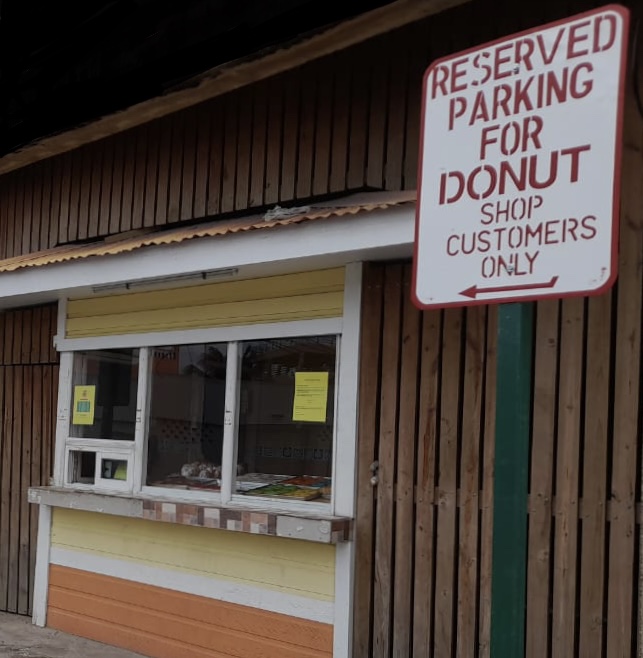 RESERVED
PARKING
FOR
DONUT
SHOP
CUSTOMERS
ONLY